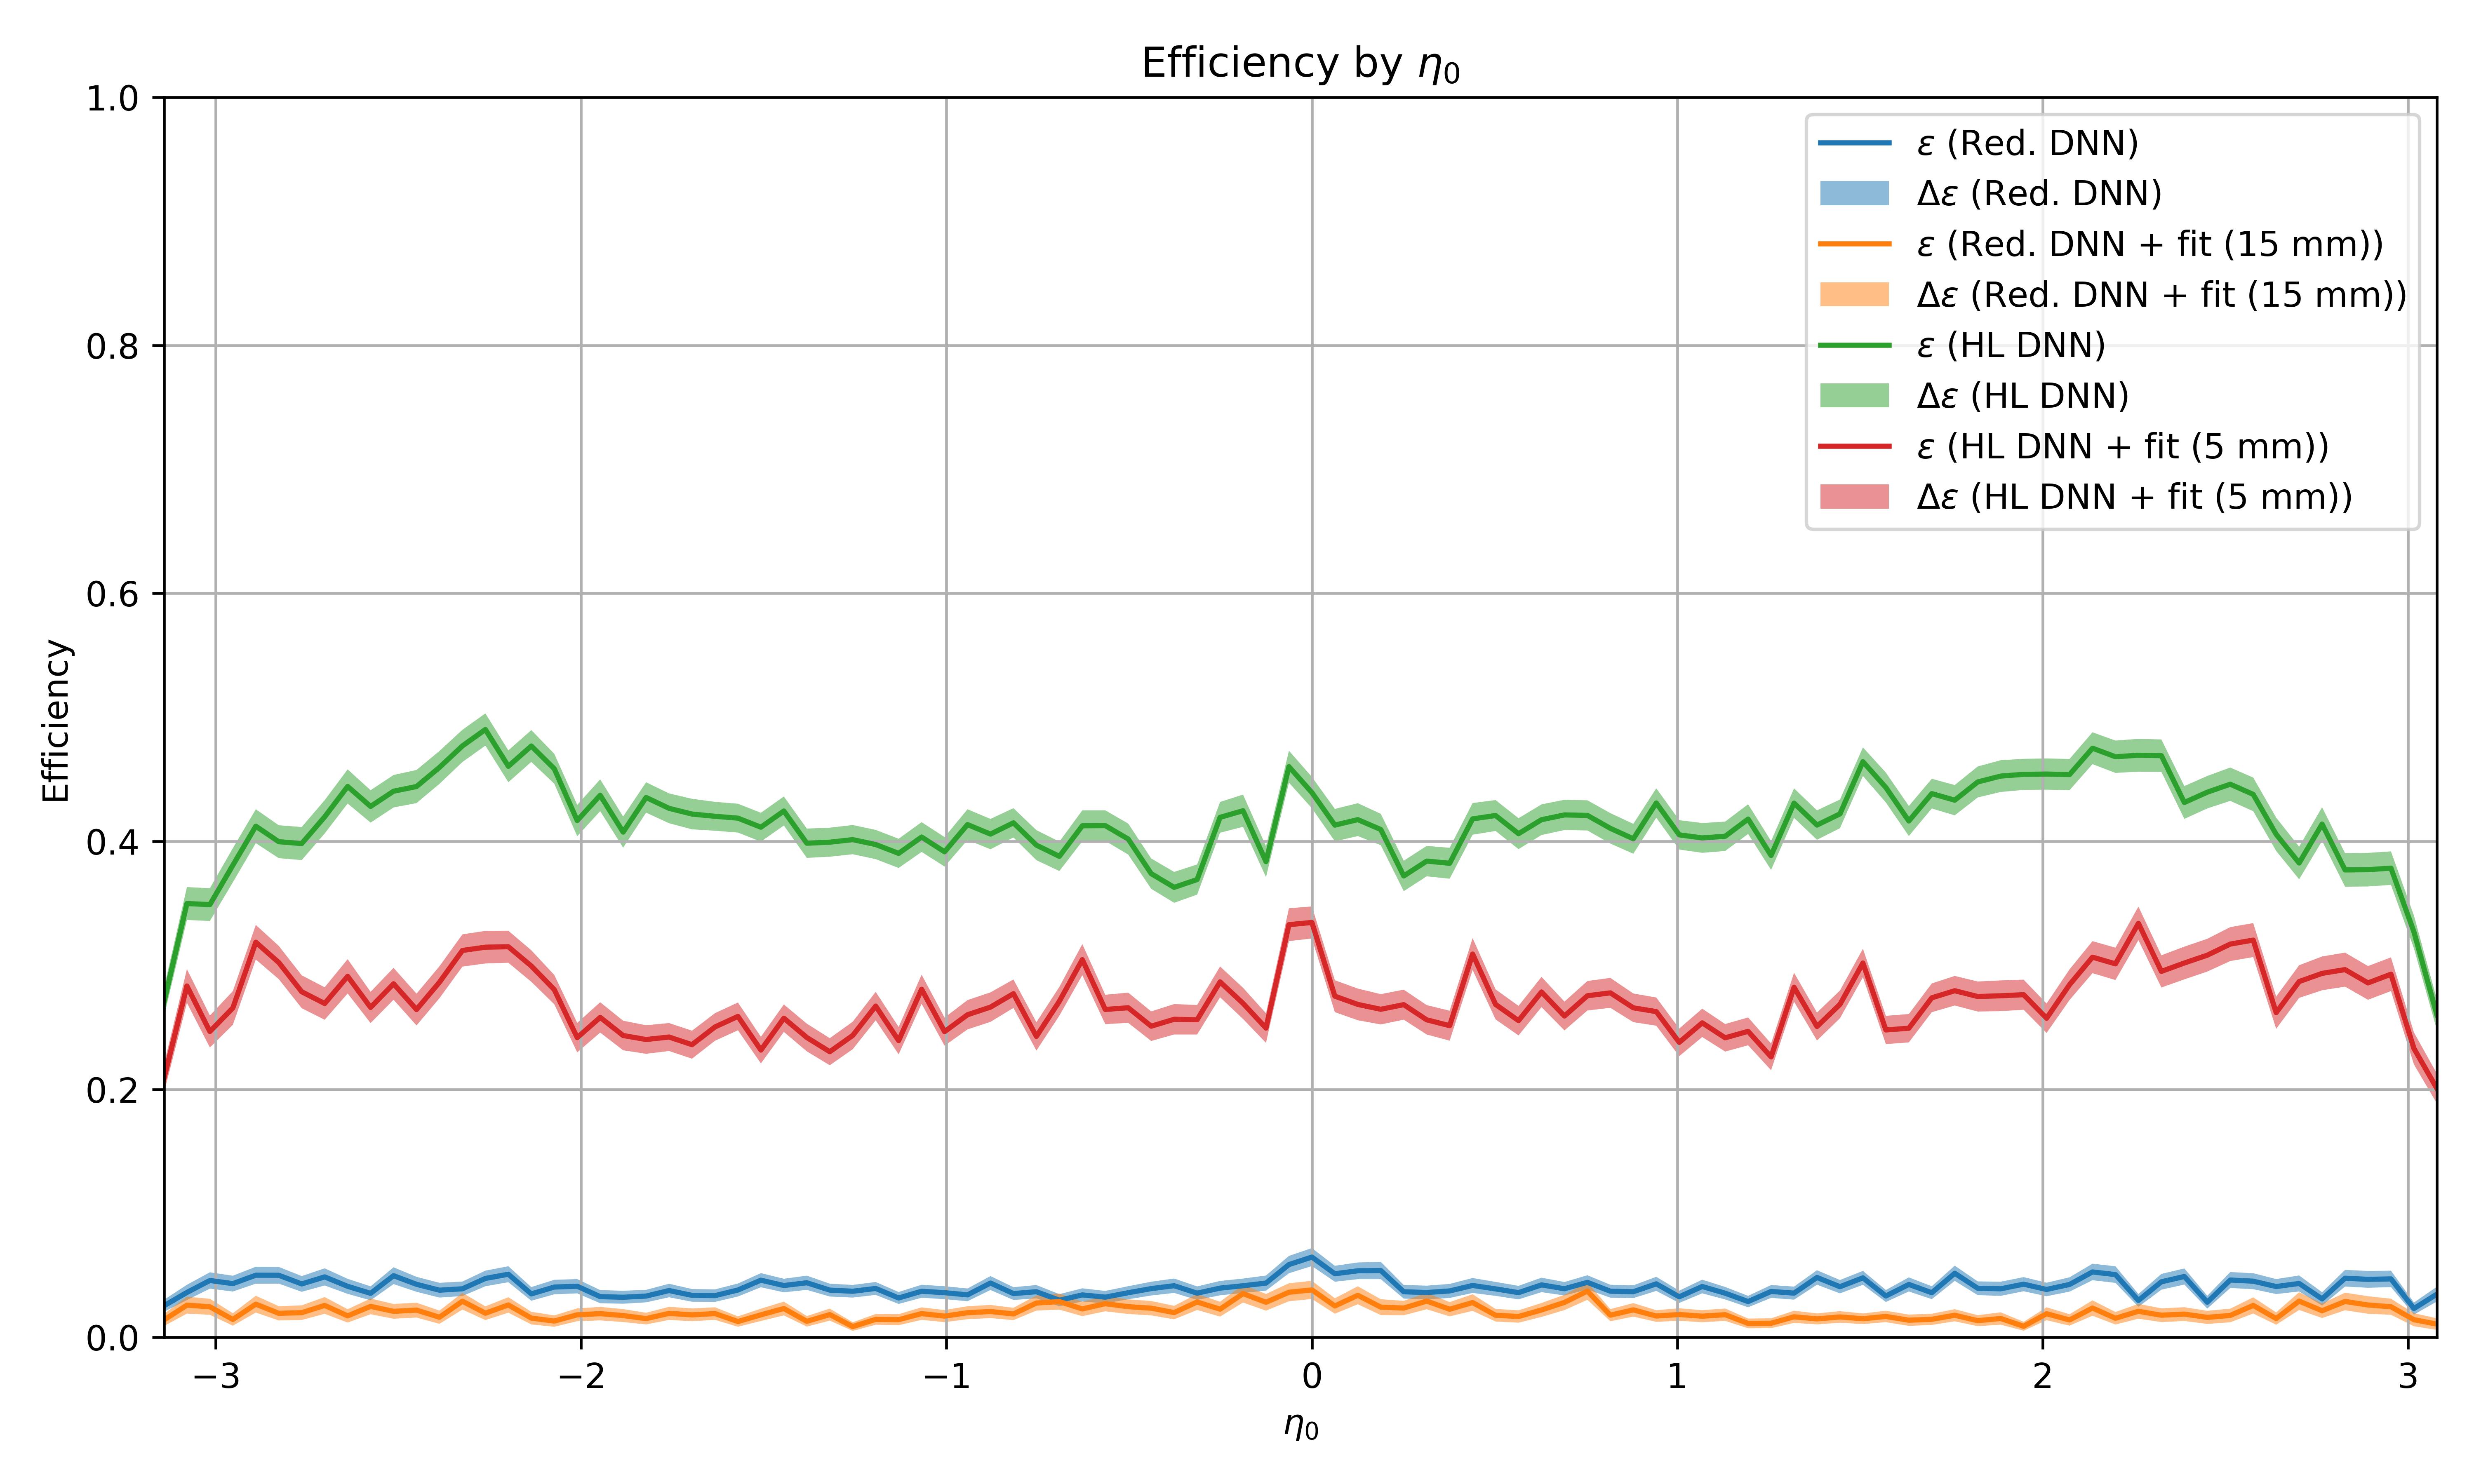 Efficiency by η₀
1.0
0.8
0.6
0.4
0.2
0.0
Efficiency
−3
−2
−1
0
1
2
3
η₀
ε (Red. DNN)
Δε (Red. DNN)
ε (Red. DNN + fit (15 mm))
Δε (Red. DNN + fit (15 mm))
ε (HL DNN)
Δε (HL DNN)
ε (HL DNN + fit (5 mm))
Δε (HL DNN + fit (5 mm))